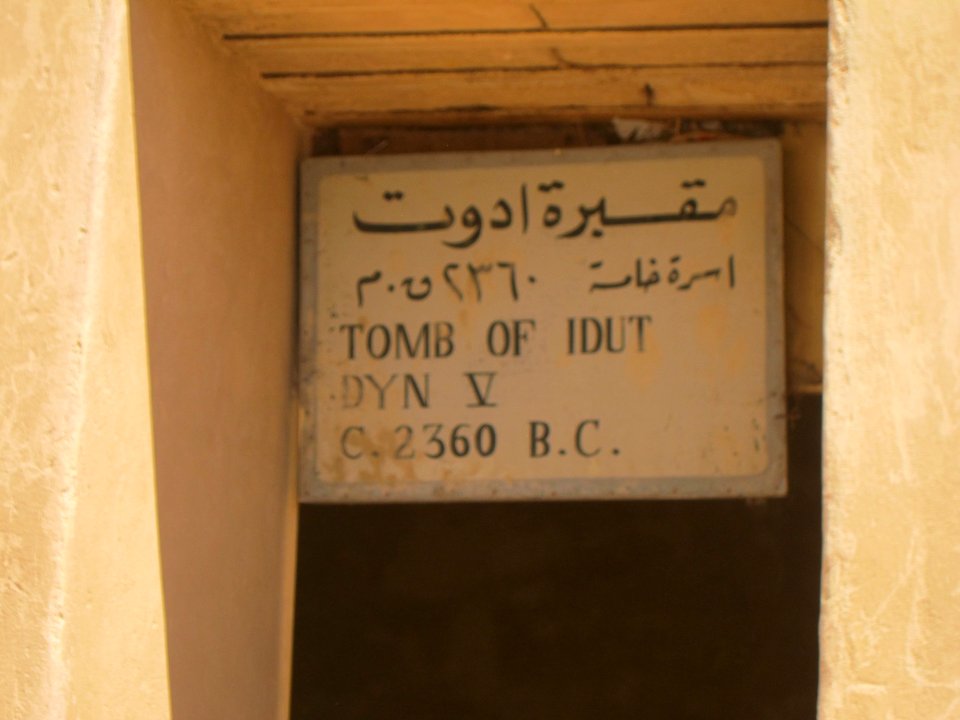 مقبرة ادوت
اسرة خامسة ٢٣٦٠ ق.م
TOMB OF IDUT
DYN V
C. 2360 B.C.